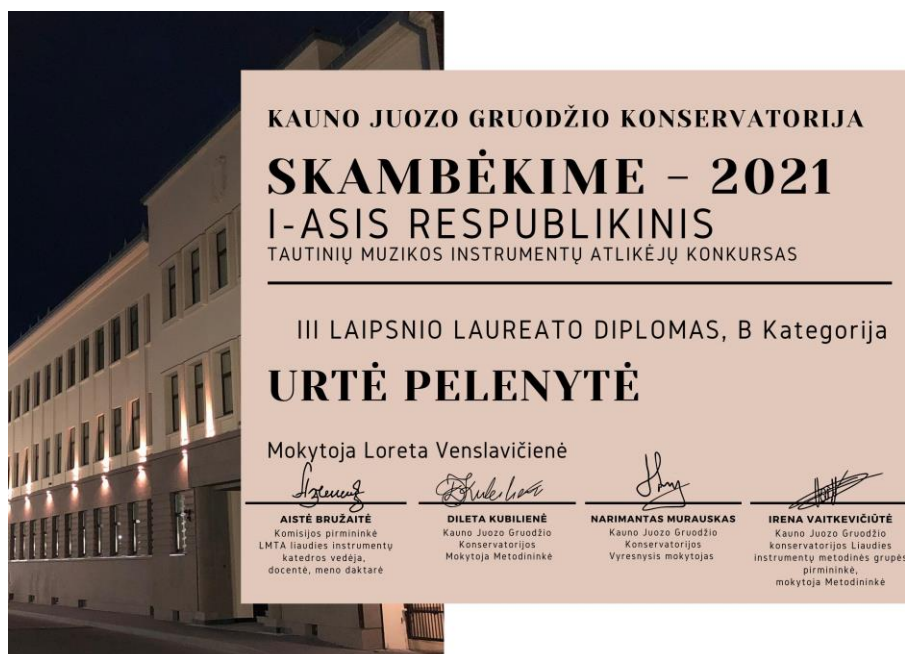 KAUNO JUOZO GRUODŽIO KONSERVATORIJA
SKAMBĖKIME – 2021
I-ASIS RESPUBLIKINIS
TAUTINIŲ MUZIKOS INSTRUMENTŲ ATLIKĖJŲ KONKURSAS
III LAIPSNIO LAUREATO DIPLOMAS, B Kategorija
URTĖ PELENYTĖ
Mokytoja Loreta Venslavičienė
AISTĖ BRUŽAITĖ
Komisijos pirmininkė
LMTA liaudies instrumentų
katedros vedėja,
docentė, meno daktarė
DILETA KUBILIENĖ
Kauno Juozo Gruodžio
Konservatorijos
Mokytoja Metodininkė
NARIMANTAS MURAUSKAS
Kauno Juozo Gruodžio
Konservatorijos
Vyresnysis mokytojas
IRENA VAITKEVIČIŪTĖ
Kauno Juozo Gruodžio
konservatorijos Liaudies
instrumentų metodinės grupės
pirmininkė,
mokytoja Metodininkė